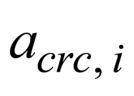 a_{crc, i}